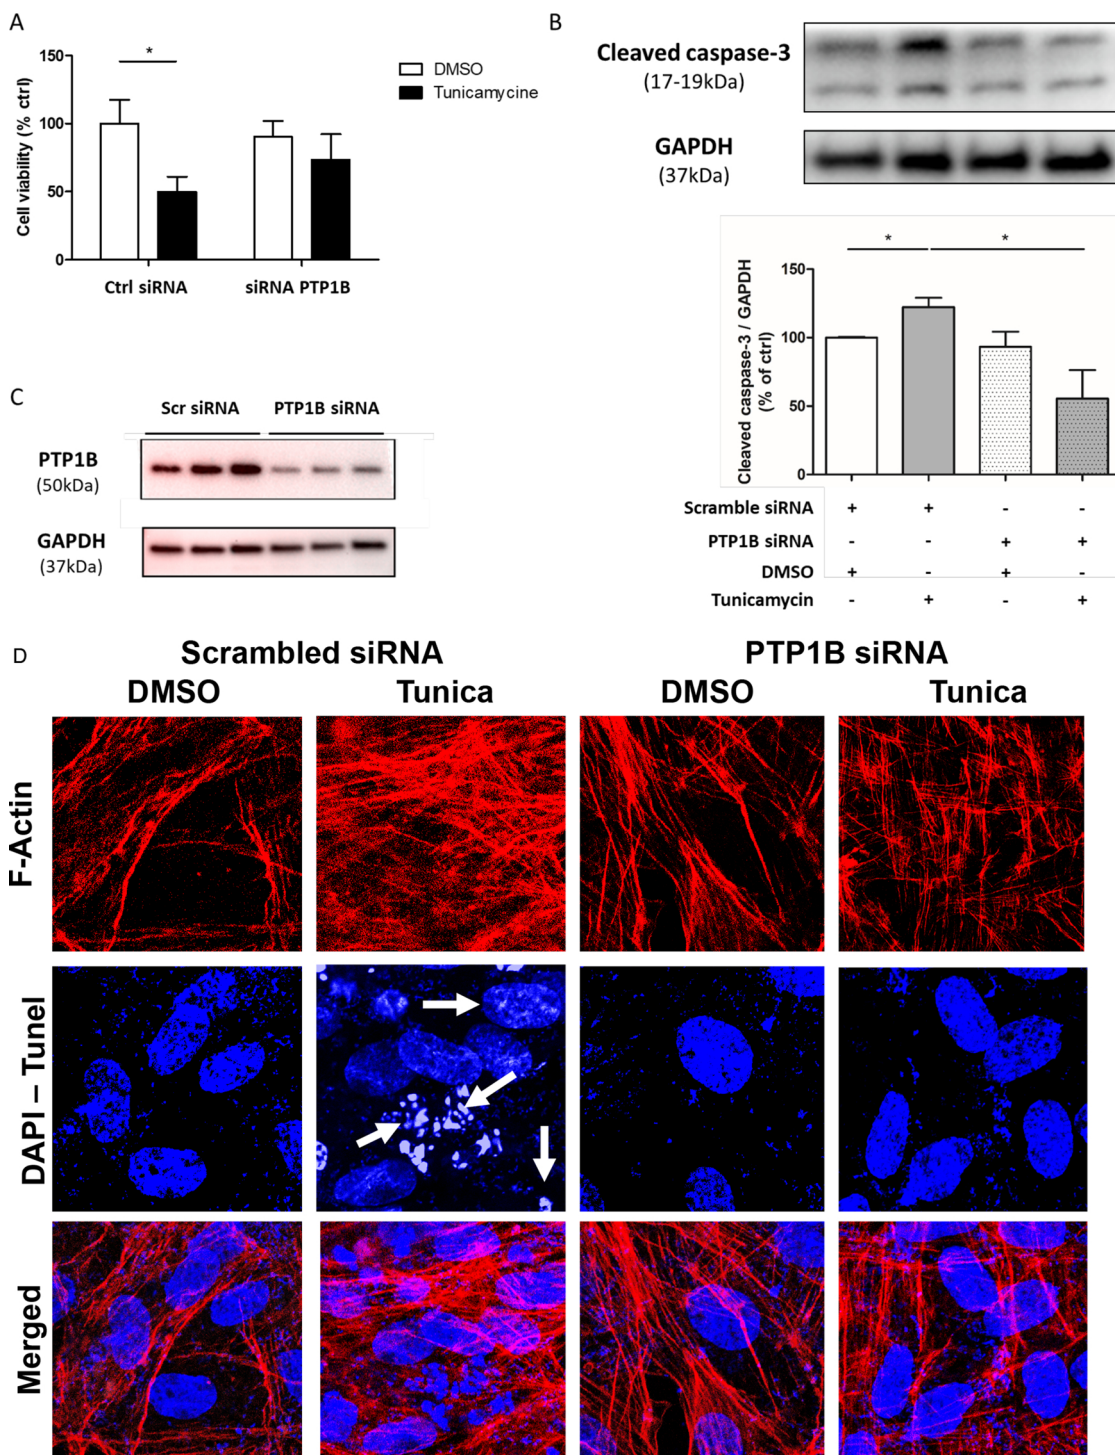 A
Cell viability (% ctrl)
150
100
50
0
*
DMSO
Tunicamycine
Ctrl siRNA
siRNA PTP1B
B
Cleaved caspase-3
(17-19kDa)
GAPDH
(37kDa)
Cleaved caspase-3 / GAPDH
(% of ctrl)
150
100
50
0
*
*
Scramble siRNA + + - -
PTP1B siRNA - - + +
DMSO + - + -
Tunicamycin - + - +
C
Scr siRNA PTP1B siRNA
PTP1B
(50kDa)
GAPDH
(37kDa)
D
Scrambled siRNA PTP1B siRNA
DMSO Tunica DMSO Tunica
F-Actin
DAPI – Tunel
Merged